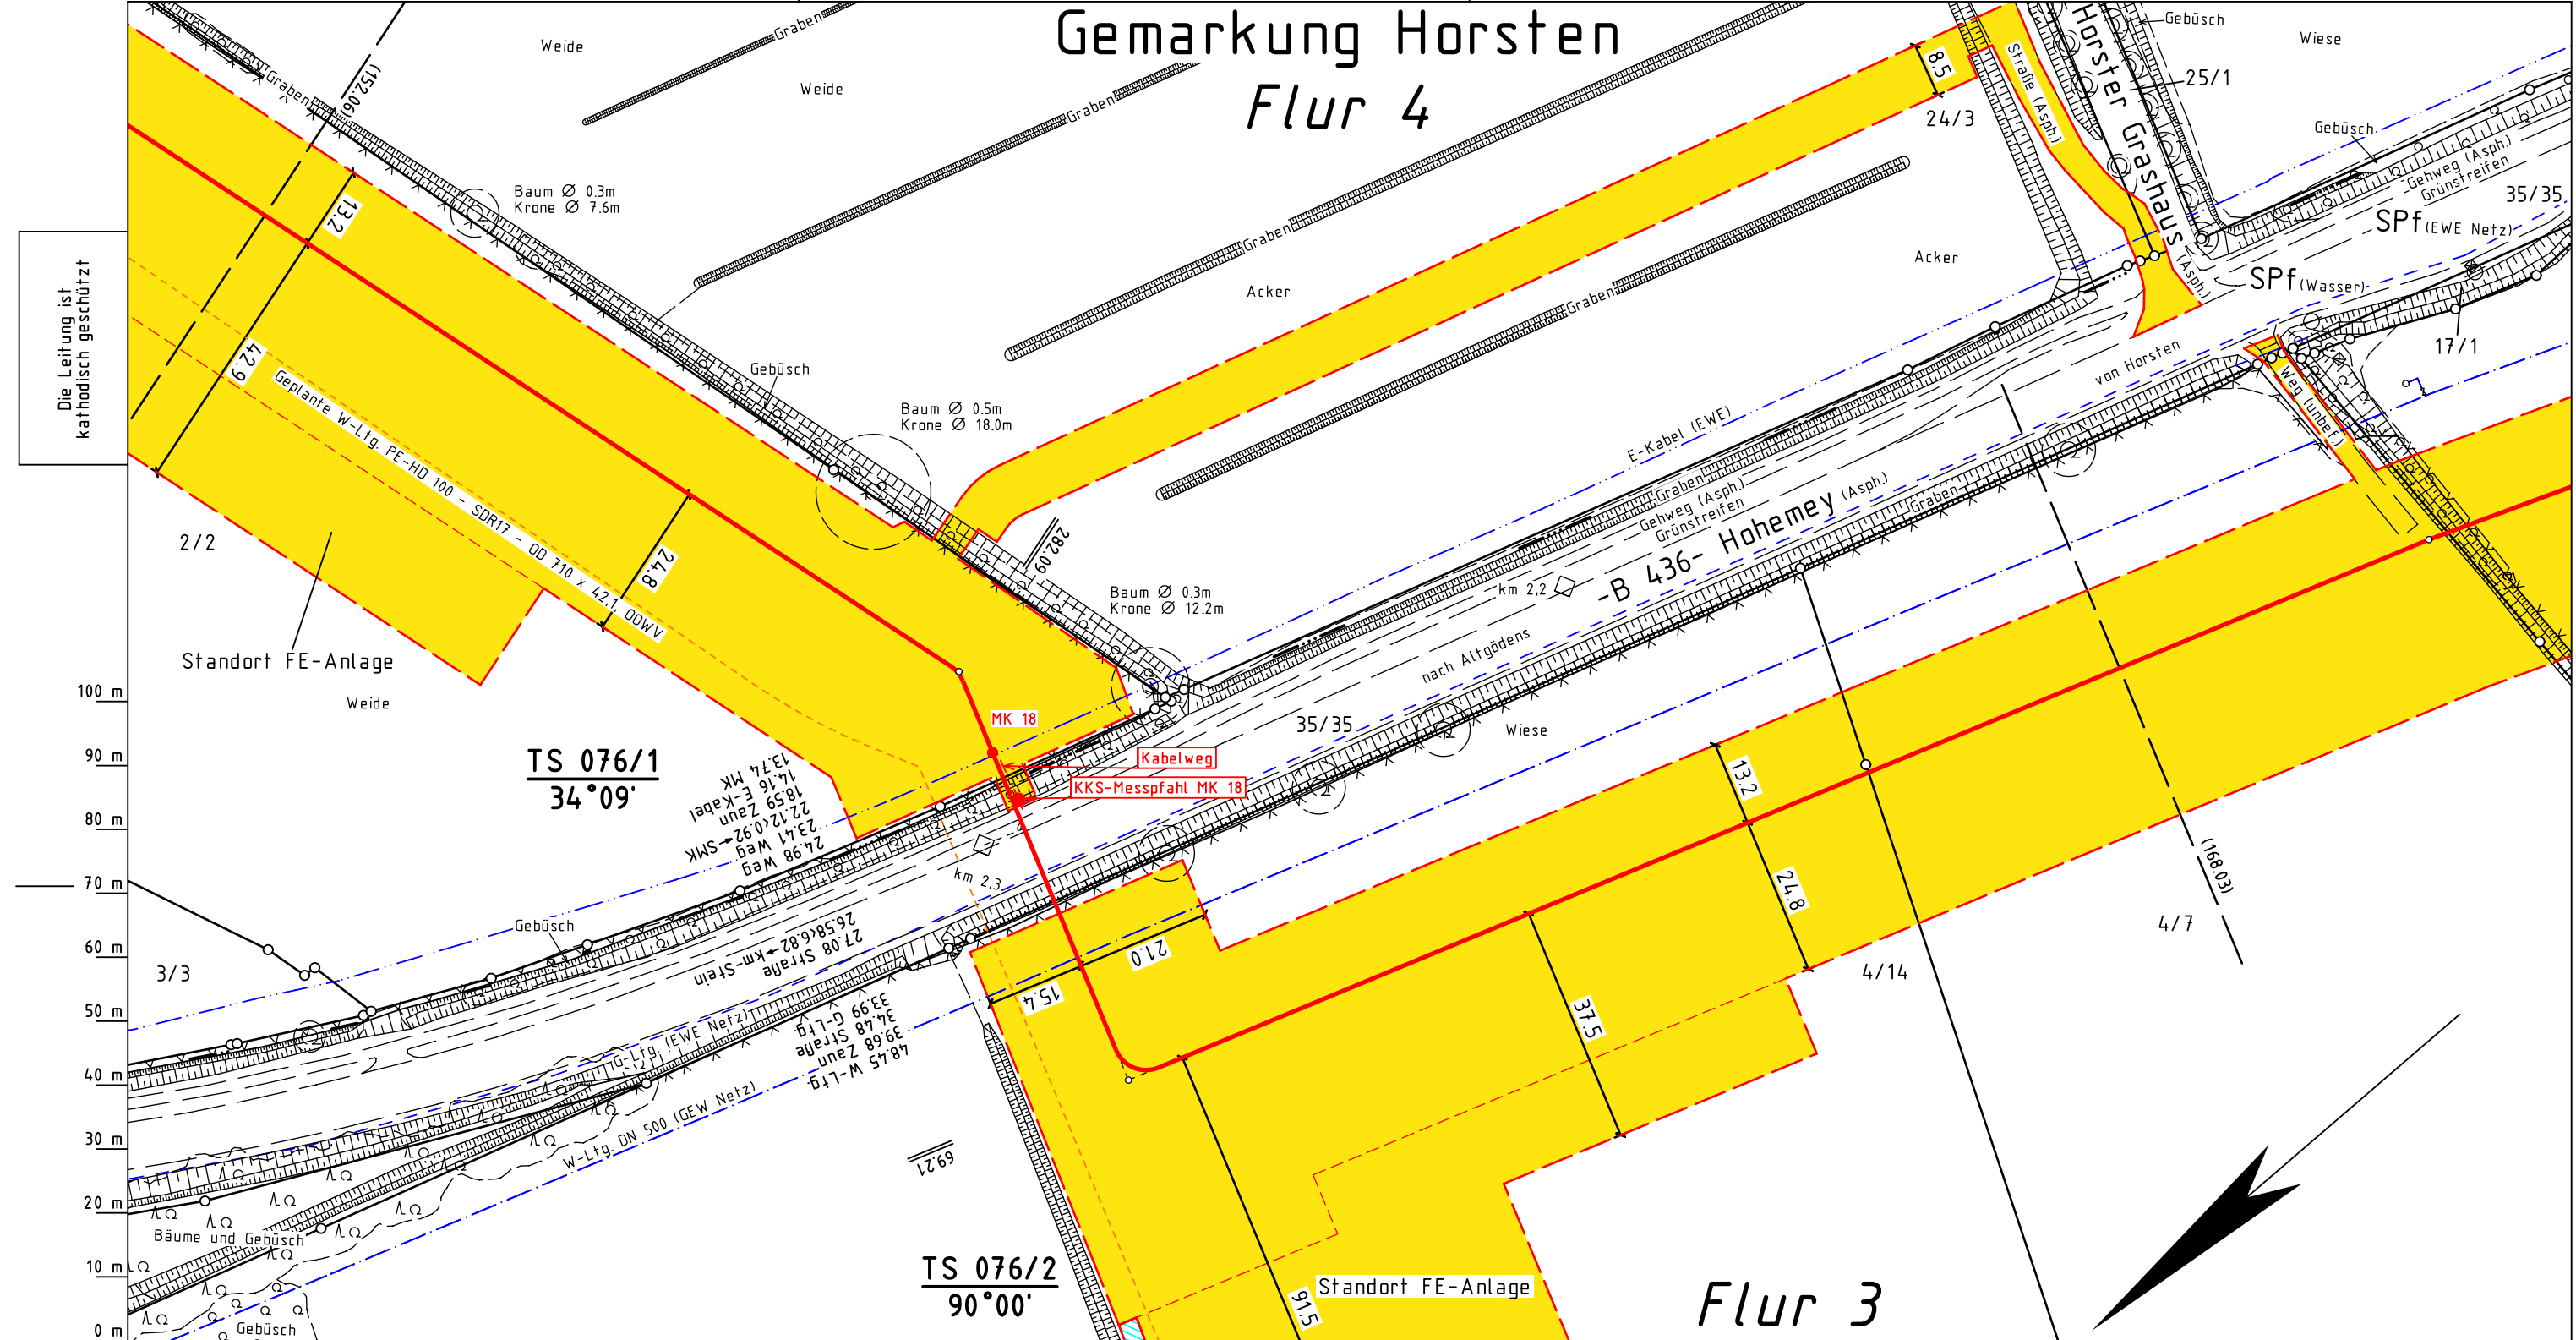 Gemarkung Horsten
Flur 4
Weide
Graben
Weide
Graben
Graben
(152.06)
Graben
8.5
24/3
Straße (Asph.)
Horster Grashaus (Asph.)
Gebüsch
Wiese
25/1
Gebüsch
Gehweg (Asph.)
Grünstreifen
35/35
SPf (EWE Netz)
SPf (Wasser)
17/1
Baum Ø 0.3m
Krone Ø 7.6m
13.2
42.9
Die Leitung ist
kathodisch geschützt
Geplante W-Ltg. PE-HD 100 - SDR17 - OD 710 x 42,1, OOWV
Gebüsch
Baum Ø 0.5m
Krone Ø 18.0m
Acker
Acker
Graben
E-Kabel (EWE)
von Horsten
Weg (unbef.)
2/2
24.8
282.09
Baum Ø 0.3m
Krone Ø 12.2m
Graben
Gehweg (Asph.)
Grünstreifen
km 2,2
-B 436- Hohemey (Asph.)
Graben
nach Altgödens
Standort FE-Anlage
Weide
MK 18
Kabelweg
KKS-Messpfahl MK 18
35/35
Wiese
TS 076/1
34°09'
13.74 MK
14.16 E-Kabel
18.59 Zaun
22.12<0.92→SMK
23.41 Weg
24.98 Weg
km 2,3
26.58<6.82→km-Stein
27.08 Straße
33.99 G-Ltg
34.48 Straße
39.68 Zaun
48.45 W-Ltg.
Gebüsch
3/3
G-Ltg. (EWE Netz)
W-Ltg. DN 500 (GEW Netz)
15.4
21.0
13.2
24.8
37.5
91.5
4/14
4/7
(168.03)
69.21
TS 076/2
90°00'
Standort FE-Anlage
Flur 3
Bäume und Gebüsch
Gebüsch
100 m
90 m
80 m
70 m
60 m
50 m
40 m
30 m
20 m
10 m
0 m